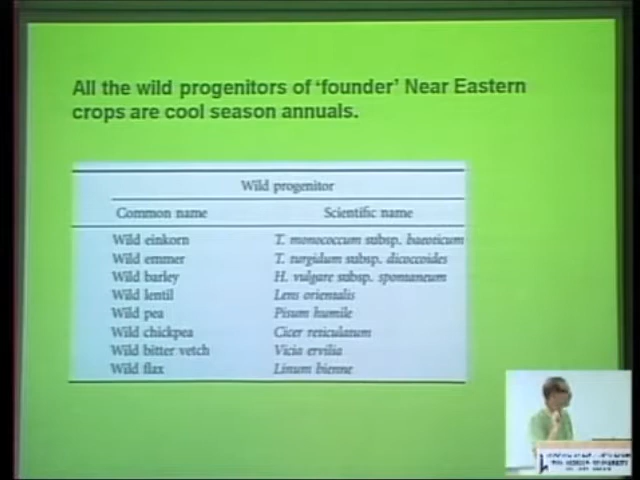 All the wild progenitors of ‘founder’ Near Eastern
crops are cool season annuals.
Wild progenitor
Common name Scientific name
Wild einkorn T. monococcum subsp. baeoticum
Wild emmer T. turgidum subsp. dicoccoides
Wild barley H. vulgare subsp. spontaneum
Wild lentil Lens orientalis
Wild pea Pisum humile
Wild chickpea Cicer reticulatum
Wild bitter vetch Vicia ervilia
Wild flax Linum bienne